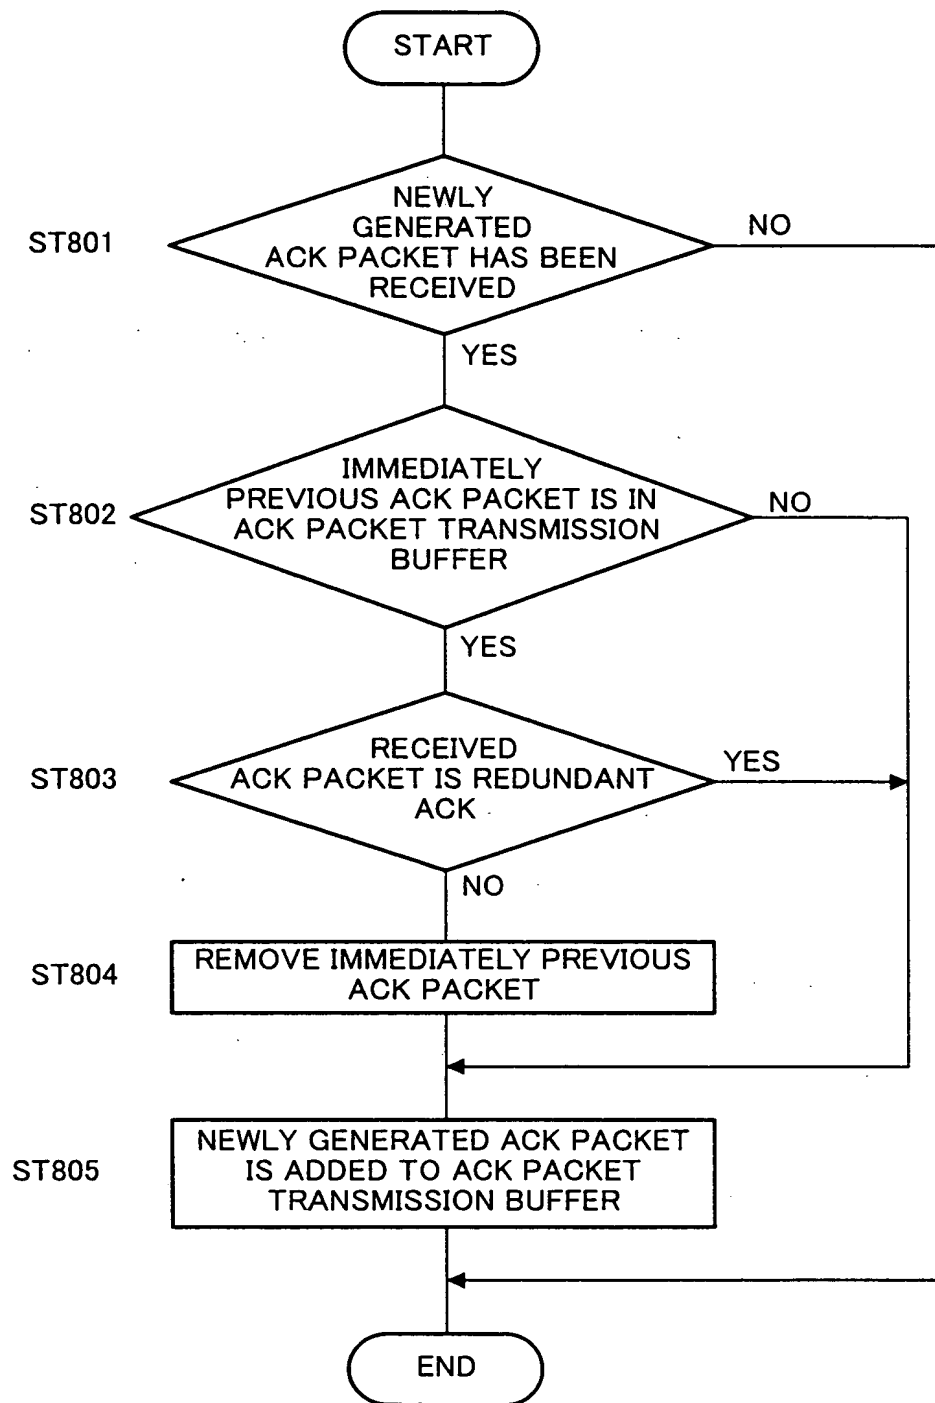 START
NEWLY
GENERATED
ACK PACKET HAS BEEN
RECEIVED
ST801
NO
YES
IMMEDIATELY
PREVIOUS ACK PACKET IS IN
ACK PACKET TRANSMISSION
BUFFER
ST802
NO
YES
RECEIVED
ACK PACKET IS REDUNDANT
ACK
ST803
YES
NO
REMOVE IMMEDIATELY PREVIOUS
ACK PACKET
ST804
NEWLY GENERATED ACK PACKET
IS ADDED TO ACK PACKET
TRANSMISSION BUFFER
ST805
END